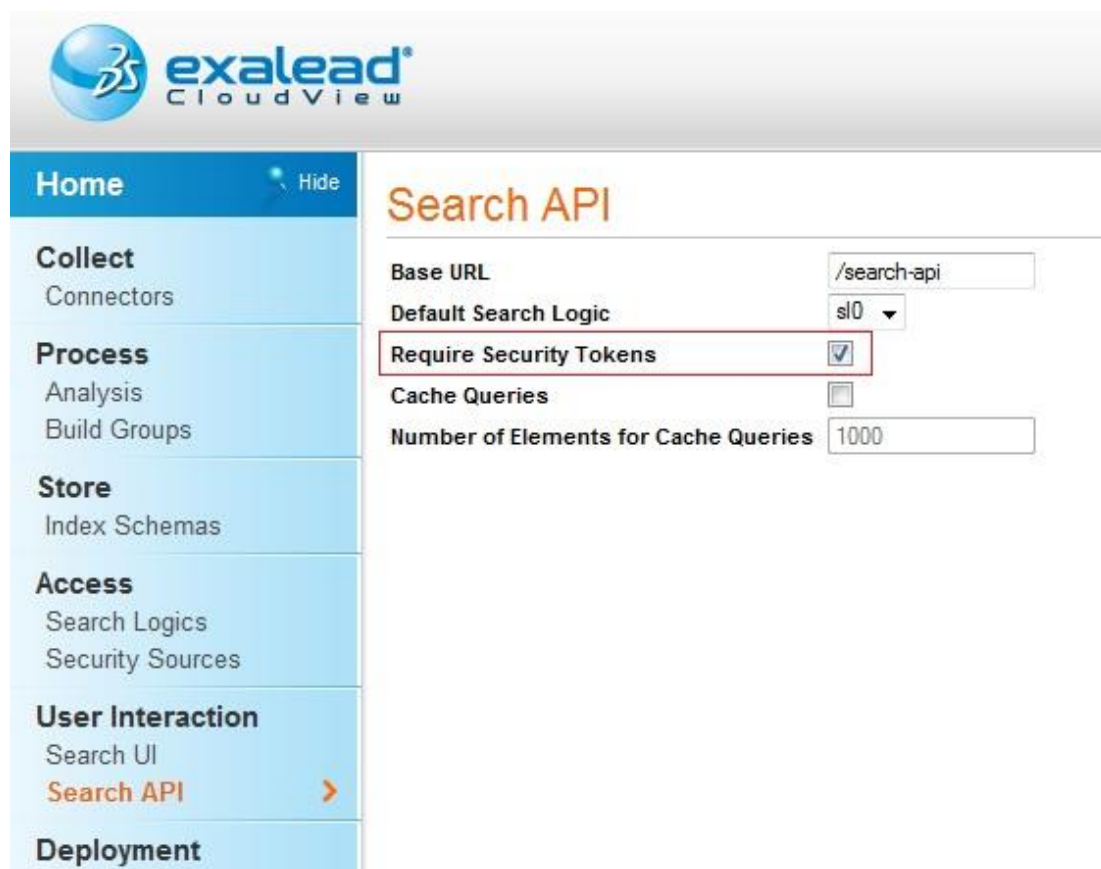 exalead
CloudView
Home Hide
Collect
Connectors
Process
Analysis
Build Groups
Store
Index Schemas
Access
Search Logics
Security Sources
User Interaction
Search UI
Search API
Deployment
Search API
Base URL /search-api
Default Search Logic sl0
Require Security Tokens
Cache Queries
Number of Elements for Cache Queries 1000